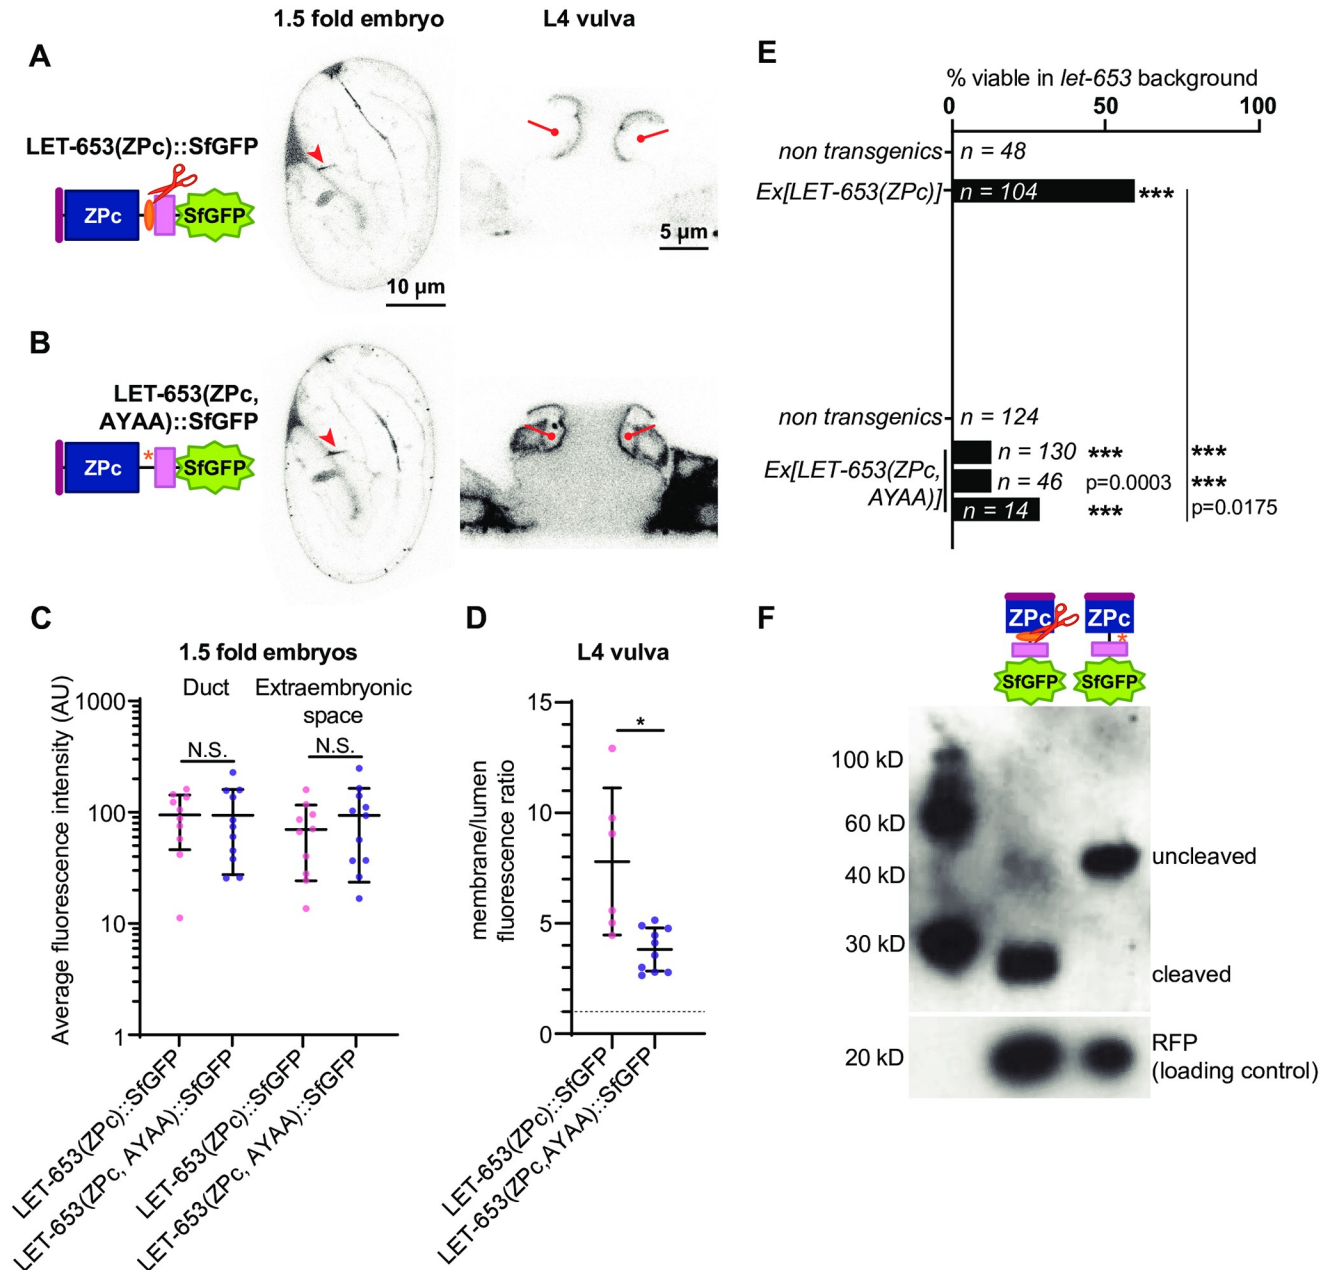 1.5 fold embryo
L4 vulva
A
LET-653(ZPc)::SfGFP
ZPc
SfGFP
10 µm
5 µm
B
LET-653(ZPc,
AYAA)::SfGFP
ZPc
*
SfGFP
C
1.5 fold embryos
Duct
Extraembryonic
space
N.S.
N.S.
Average fluorescence intensity (AU)
1000
100
10
1
LET-653(ZPc)::SfGFP
LET-653(ZPc, AYAA)::SfGFP
LET-653(ZPc)::SfGFP
LET-653(ZPc, AYAA)::SfGFP
D
L4 vulva
*
membrane/lumen
fluorescence ratio
15
10
5
0
LET-653(ZPc)::SfGFP
LET-653(ZPc,AYAA)::SfGFP
E
% viable in let-653 background
0 50 100
non transgenics n = 48
Ex[LET-653(ZPc)] n = 104 ***
non transgenics n = 124
Ex[LET-653(ZPc,
AYAA)]
n = 130 *** ***
n = 46 p=0.0003 ***
n = 14 *** p=0.0175
F
ZPc ZPc
*
SfGFP SfGFP
100 kD
60 kD
40 kD
30 kD
20 kD
uncleaved
cleaved
RFP
(loading control)